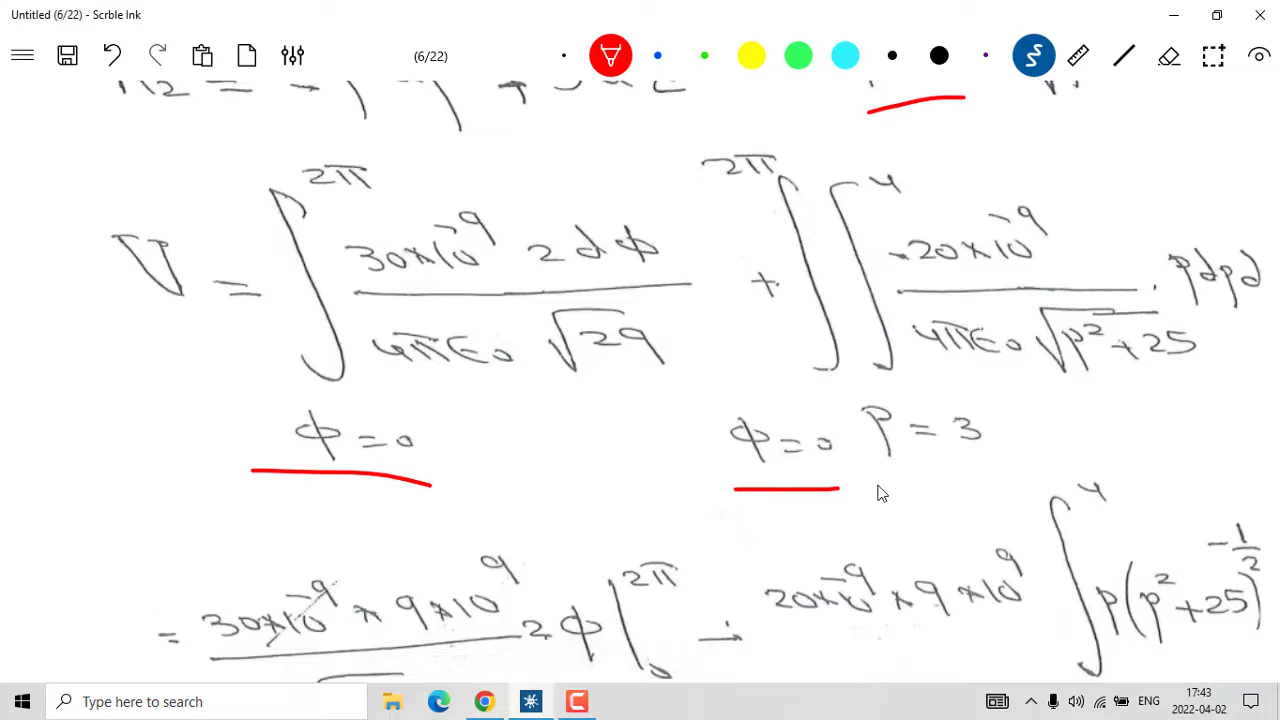 Untitled (6/22) - Scrble Ink
(6/22)
V = ∫_{φ=0}^{2π} (30×10^{-9} 2dφ)/(4πε₀ √29) + ∫_{φ=0}^{2π} ∫_{ρ=3}^{4} (-20×10^{-9})/(4πε₀ √(ρ²+25)) . ρdρd
= 30×10^{-9} × 9×10^9 2φ |_0^{2π} - 20×10^{-9} × 9×10^9 ∫^4 ρ(ρ²+25)^{-1/2}
Type here to search
ENG
17:43
2022-04-02